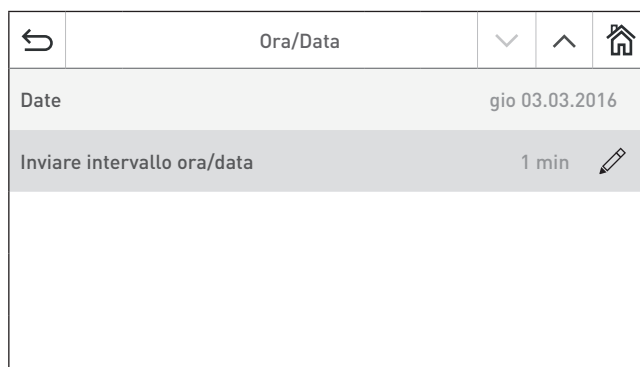 Ora/Data
Date gio 03.03.2016
Inviare intervallo ora/data 1 min